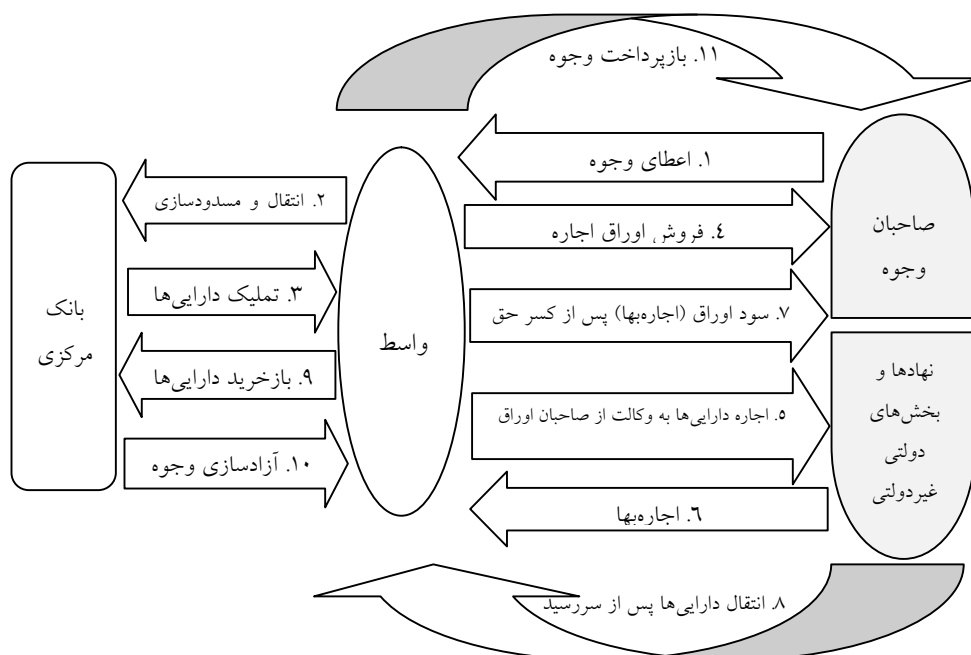 ۱۱. بازپرداخت وجوه
۱. اعطای وجوه
۲. انتقال و مسدودسازی
صاحبان
وجوه
۴. فروش اوراق اجاره
۳. تملیک دارایی‌ها
بانک
مرکزی
واسط
۷. سود اوراق (اجاره‌بها) پس از کسر حق
۹. بازخرید دارایی‌ها
نهادها و
بخش‌های
دولتی
غیردولتی
۵. اجاره دارایی‌ها به وکالت از صاحبان اوراق
۱۰. آزادسازی وجوه
۶. اجاره‌بها
۸. انتقال دارایی‌ها پس از سررسید